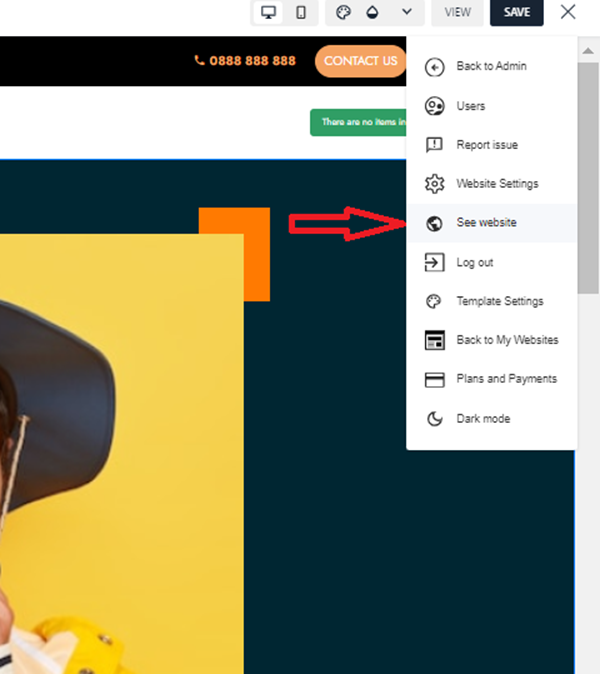 VIEW
SAVE
0888 888 888
CONTACT US
There are no items in
Back to Admin
Users
Report issue
Website Settings
See website
Log out
Template Settings
Back to My Websites
Plans and Payments
Dark mode